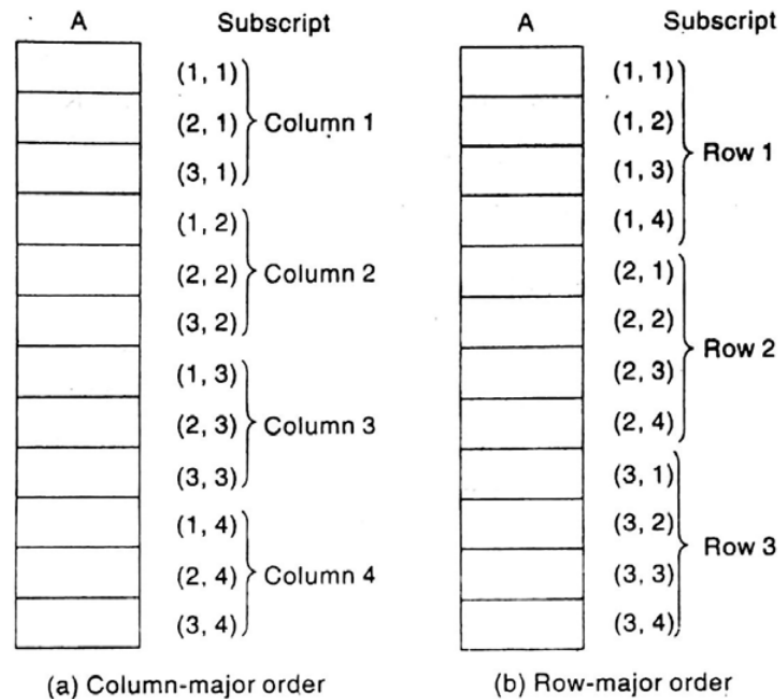 A Subscript
(1, 1)
(2, 1) Column 1
(3, 1)
(1, 2)
(2, 2) Column 2
(3, 2)
(1, 3)
(2, 3) Column 3
(3, 3)
(1, 4)
(2, 4) Column 4
(3, 4)
(a) Column-major order
A Subscript
(1, 1)
(1, 2)
Row 1
(1, 3)
(1, 4)
(2, 1)
(2, 2)
Row 2
(2, 3)
(2, 4)
(3, 1)
(3, 2)
Row 3
(3, 3)
(3, 4)
(b) Row-major order